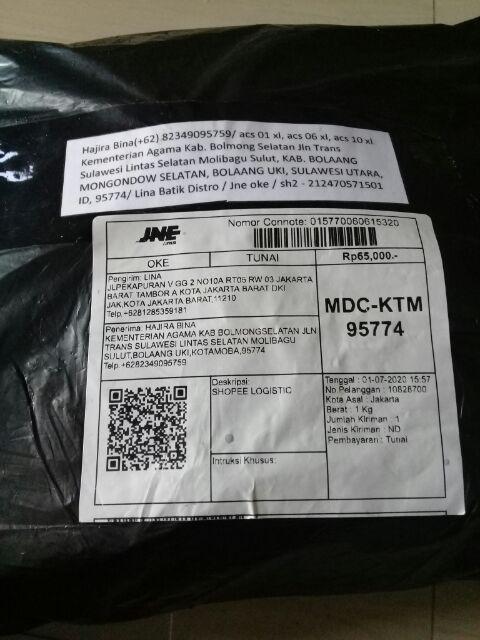 Hajira Bina(+62) 82349095759/ acs 01 xl, acs 06 xl, acs 10 xl
Kementerian Agama Kab. Bolmong Selatan Jln Trans
Sulawesi Lintas Selatan Molibagu Sulut, KAB. BOLAANG
MONGONDOW SELATAN, BOLAANG UKI, SULAWESI UTARA,
ID, 95774/ Lina Batik Distro / Jne oke / sh2 - 212470571501
JNE
Nomor Connote: 015770060615320
OKE
TUNAI
Rp65,000.-
Pengirim: LINA
JLPEKAPURAN V GG 2 NO10A RT05 RW 03 JAKARTA
BARAT TAMBOR A KOTA JAKARTA BARAT DKI
JAK,KOTA JAKARTA BARAT,11210
Telp.+6281285359181
Penerima: HAJIRA BINA
KEMENTERIAN AGAMA KAB BOLMONGSELATAN JLN
TRANS SULAWESI LINTAS SELATAN MOLIBAGU
SULUT,BOLAANG UKI,KOTAMOBA,95774
Telp.+6282349095759
MDC-KTM
95774
Deskripsi:
SHOPEE LOGISTIC
Intruksi Khusus:
Tanggal : 01-07-2020 15:57
No Pelanggan : 10828700
Kota Asal : Jakarta
Berat : 1 Kg
Jumlah Kiriman : 1
Jenis Kiriman : ND
Pembayaran : Tunai